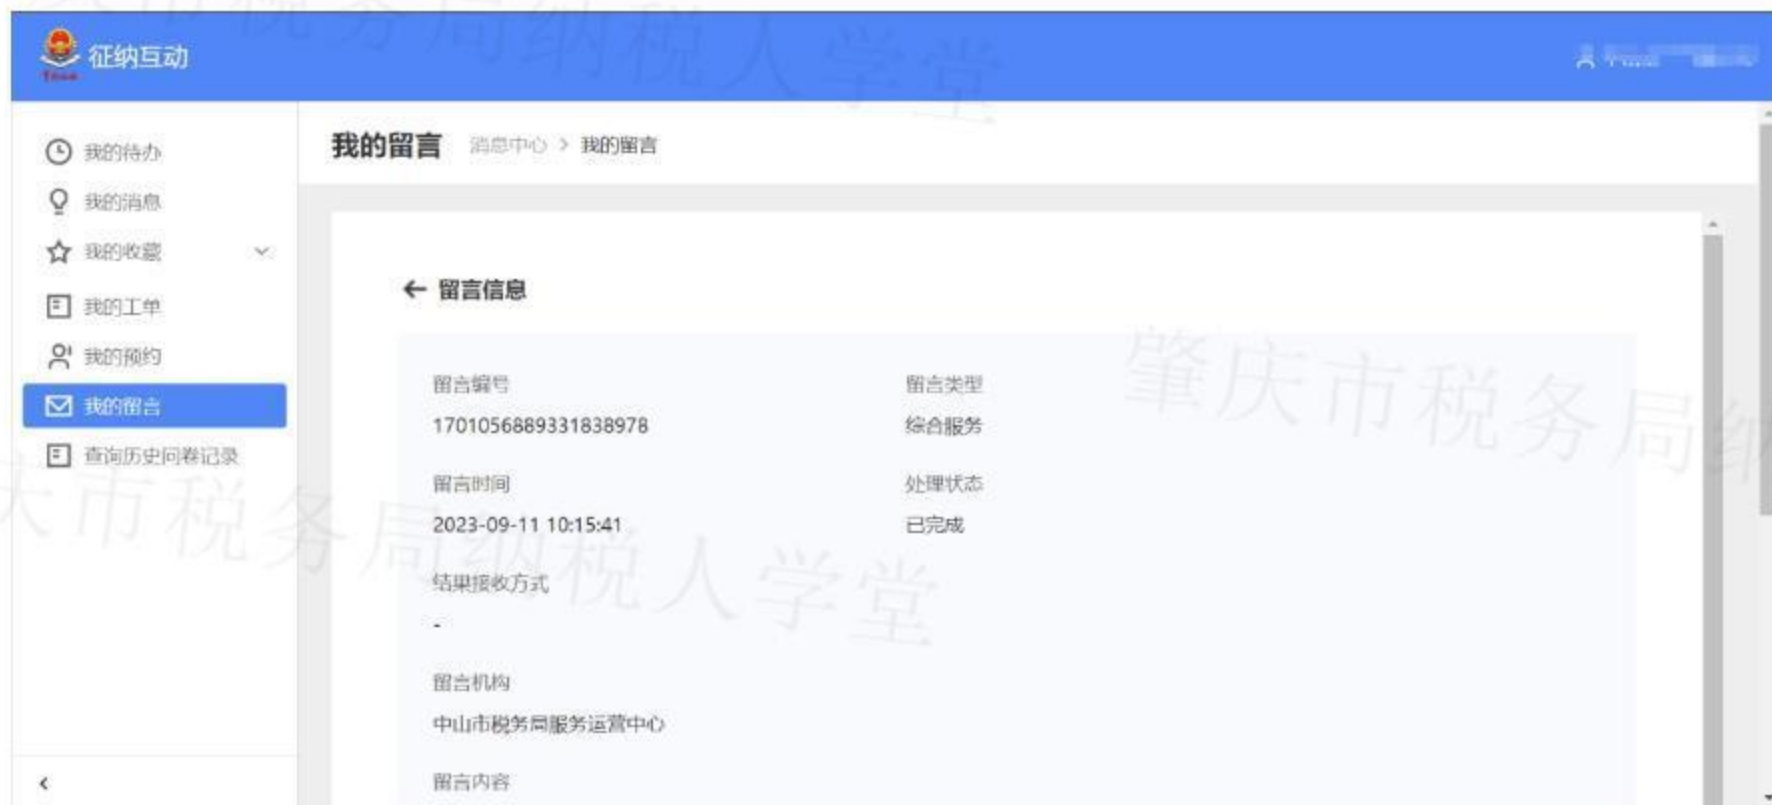 征纳互动
我的待办
我的消息
我的收藏
我的工单
我的预约
我的留言
查询历史问卷记录
我的留言 消息中心 > 我的留言
← 留言信息
留言编号 留言类型
1701056889331838978 综合服务
留言时间 处理状态
2023-09-11 10:15:41 已完成
结果接收方式
-
留言机构
中山市税务局服务运营中心
留言内容
肇庆市税务局纳
庆市税务局纳税人学堂
税务局纳税人学堂